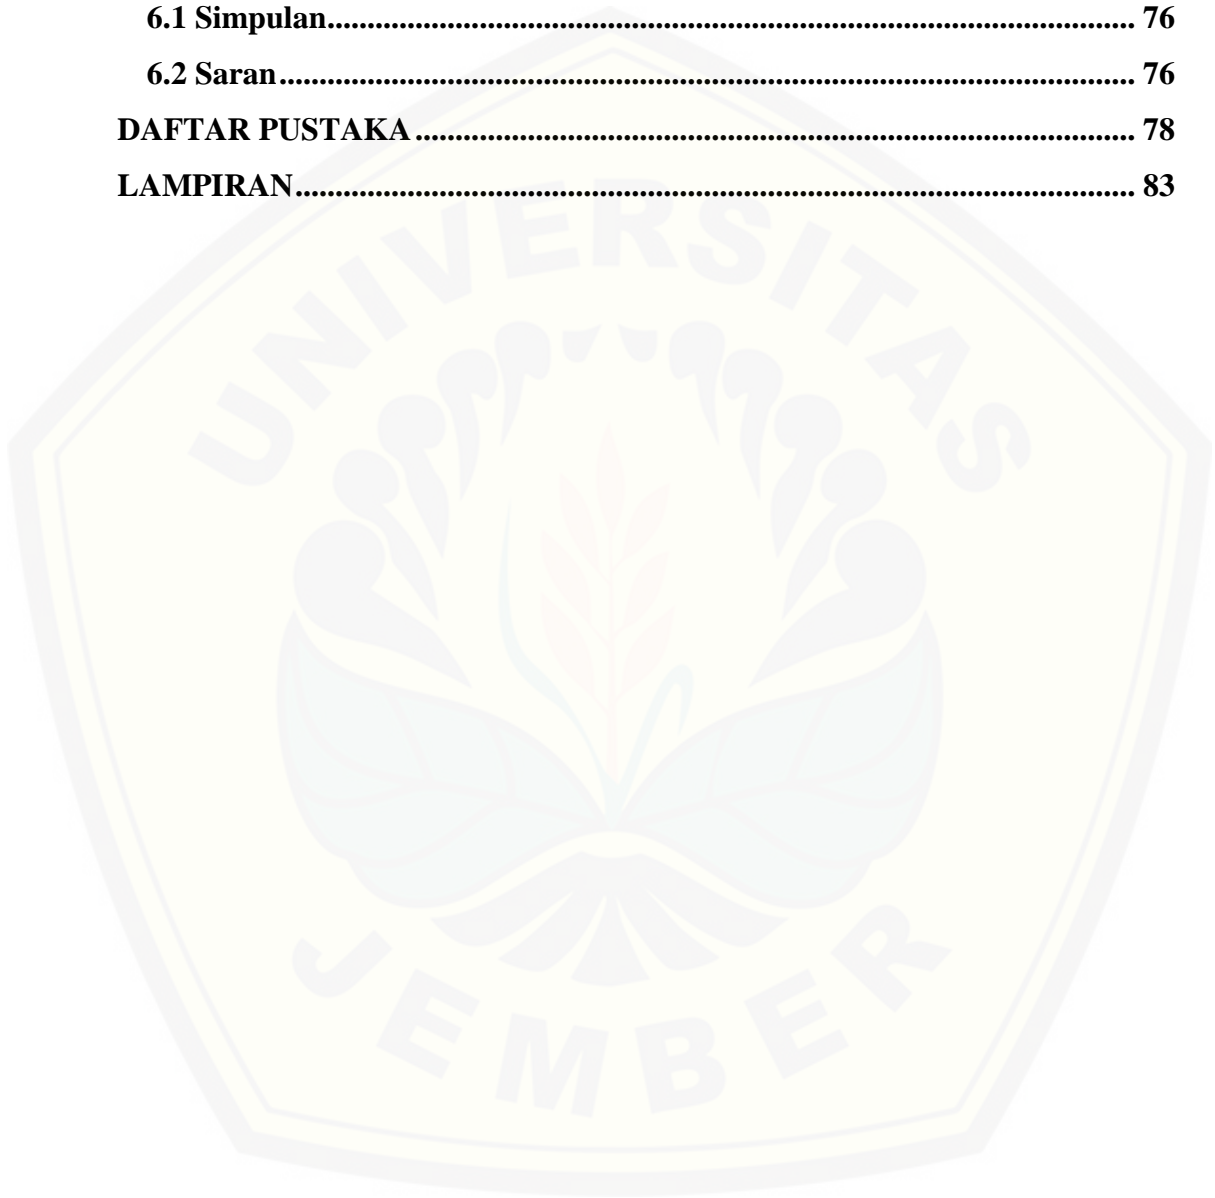 6.1 Simpulan.................................................................................................... 76
6.2 Saran.......................................................................................................... 76
DAFTAR PUSTAKA......................................................................................... 78
LAMPIRAN........................................................................................................ 83
UNIVERSITAS
JEMBER